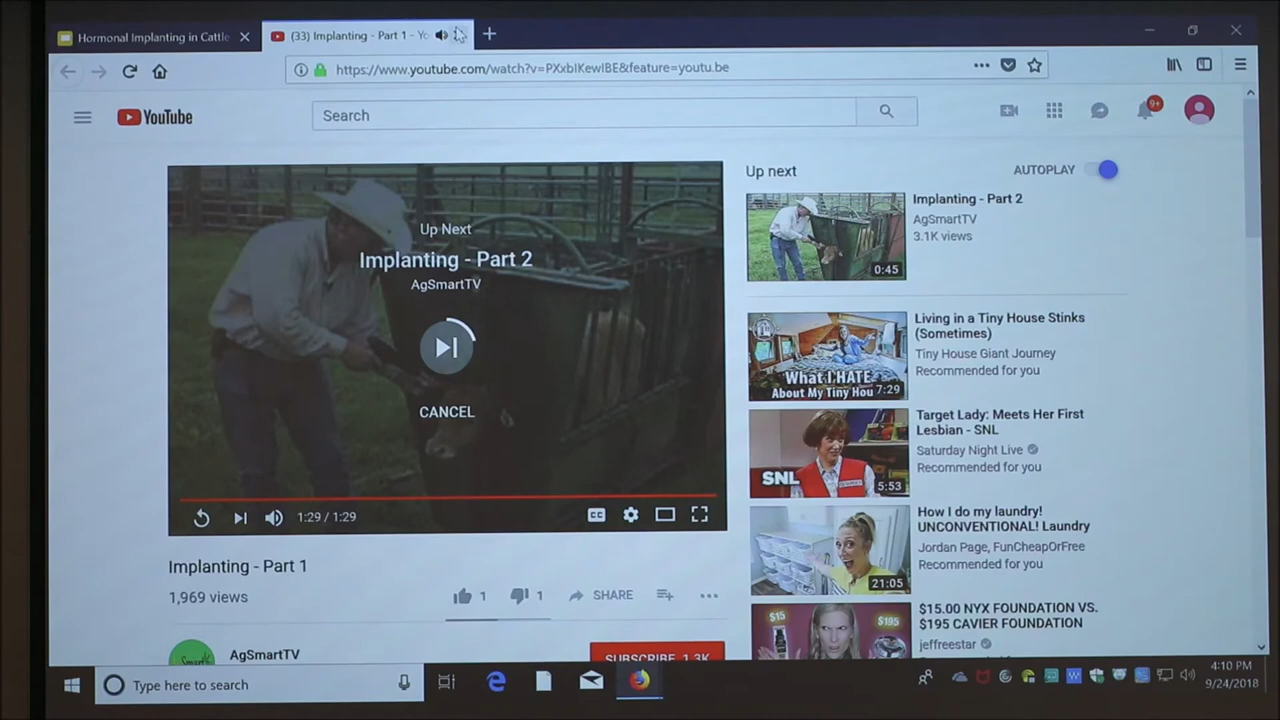 Hormonal Implanting in Cattle
(33) Implanting - Part 1 - Yo
https://www.youtube.com/watch?v=PXxbIKewIBE&feature=youtu.be
YouTube
Search
9+
Up Next
Implanting - Part 2
AgSmartTV
CANCEL
1:29 / 1:29
CC
Implanting - Part 1
1,969 views
1
1
SHARE
AgSmartTV
SUBSCRIBE 1.3K
Up next
AUTOPLAY
Implanting - Part 2
AgSmartTV
3.1K views
0:45
Living in a Tiny House Stinks
(Sometimes)
Tiny House Giant Journey
Recommended for you
What I HATE
About My Tiny Hou
7:29
Target Lady: Meets Her First
Lesbian - SNL
Saturday Night Live
Recommended for you
SNL
5:53
How I do my laundry!
UNCONVENTIONAL! Laundry
Jordan Page, FunCheapOrFree
Recommended for you
21:05
$15.00 NYX FOUNDATION VS.
$195 CAVIER FOUNDATION
jeffreestar
$15
$195
Type here to search
4:10 PM
9/24/2018